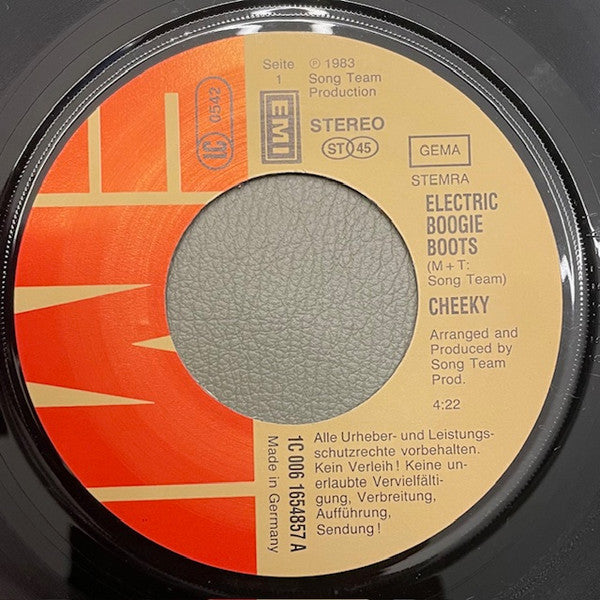 LC 0542
EMI
Seite
1
℗ 1983
Song Team
Production
STEREO
ST 45
GEMA
STEMRA
ELECTRIC
BOOGIE
BOOTS
(M + T:
Song Team)
CHEEKY
Arranged and
Produced by
Song Team
Prod.
4:22
Alle Urheber- und Leistungs-
schutzrechte vorbehalten.
Kein Verleih! Keine un-
erlaubte Vervielfälti-
gung, Verbreitung,
Aufführung,
Sendung!
1C 006 1654857 A
Made in Germany